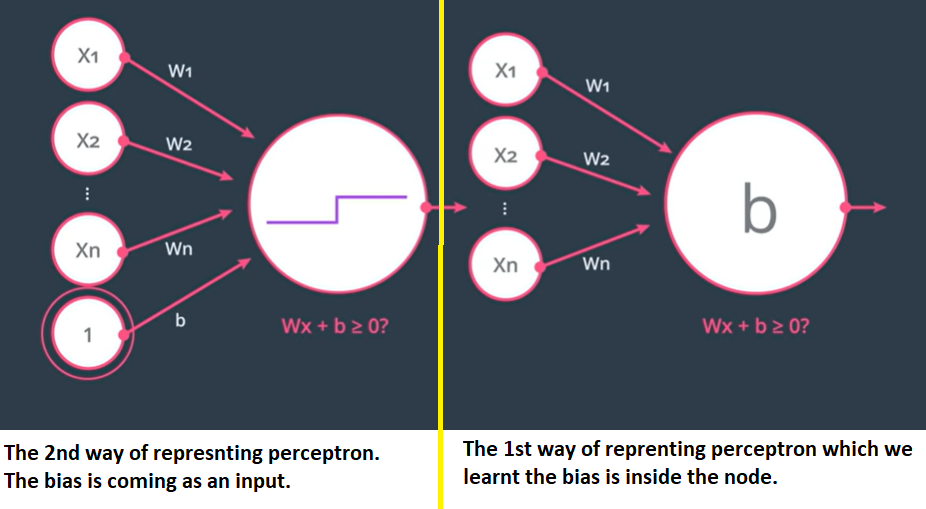 X1
W1
X2
W2
⋮
Xn
Wn
1
b
Wx + b ≥ 0?
X1
W1
X2
W2
⋮
Xn
Wn
b
Wx + b ≥ 0?
The 2nd way of represnting perceptron.
The bias is coming as an input.
The 1st way of reprenting perceptron which we
learnt the bias is inside the node.